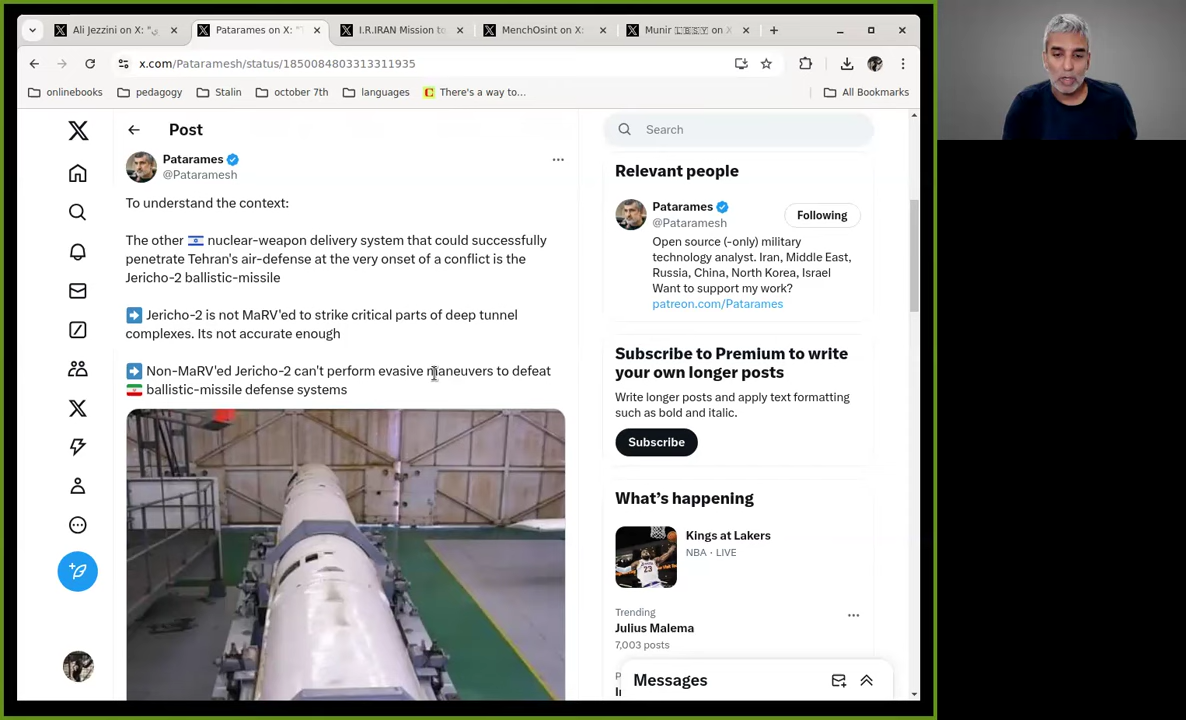 Ali Jezzini on X: "ي
Patarames on X: "
I.R.IRAN Mission to
MenchOsint on X:
Munir on X
x.com/Pataramesh/status/1850084803313311935
onlinebooks
pedagogy
Stalin
october 7th
languages
There's a way to...
All Bookmarks
Post
Patarames
@Pataramesh
To understand the context:
The other 🇮🇱 nuclear-weapon delivery system that could successfully
penetrate Tehran's air-defense at the very onset of a conflict is the
Jericho-2 ballistic-missile
➡️ Jericho-2 is not MaRV'ed to strike critical parts of deep tunnel
complexes. Its not accurate enough
➡️ Non-MaRV'ed Jericho-2 can't perform evasive maneuvers to defeat
🇮🇷 ballistic-missile defense systems
Search
Relevant people
Patarames
@Pataramesh
Following
Open source (-only) military
technology analyst. Iran, Middle East,
Russia, China, North Korea, Israel
Want to support my work?
patreon.com/Patarames
Subscribe to Premium to write
your own longer posts
Write longer posts and apply text formatting
such as bold and italic.
Subscribe
What's happening
Kings at Lakers
NBA · LIVE
23
Trending
Julius Malema
7,003 posts
Messages